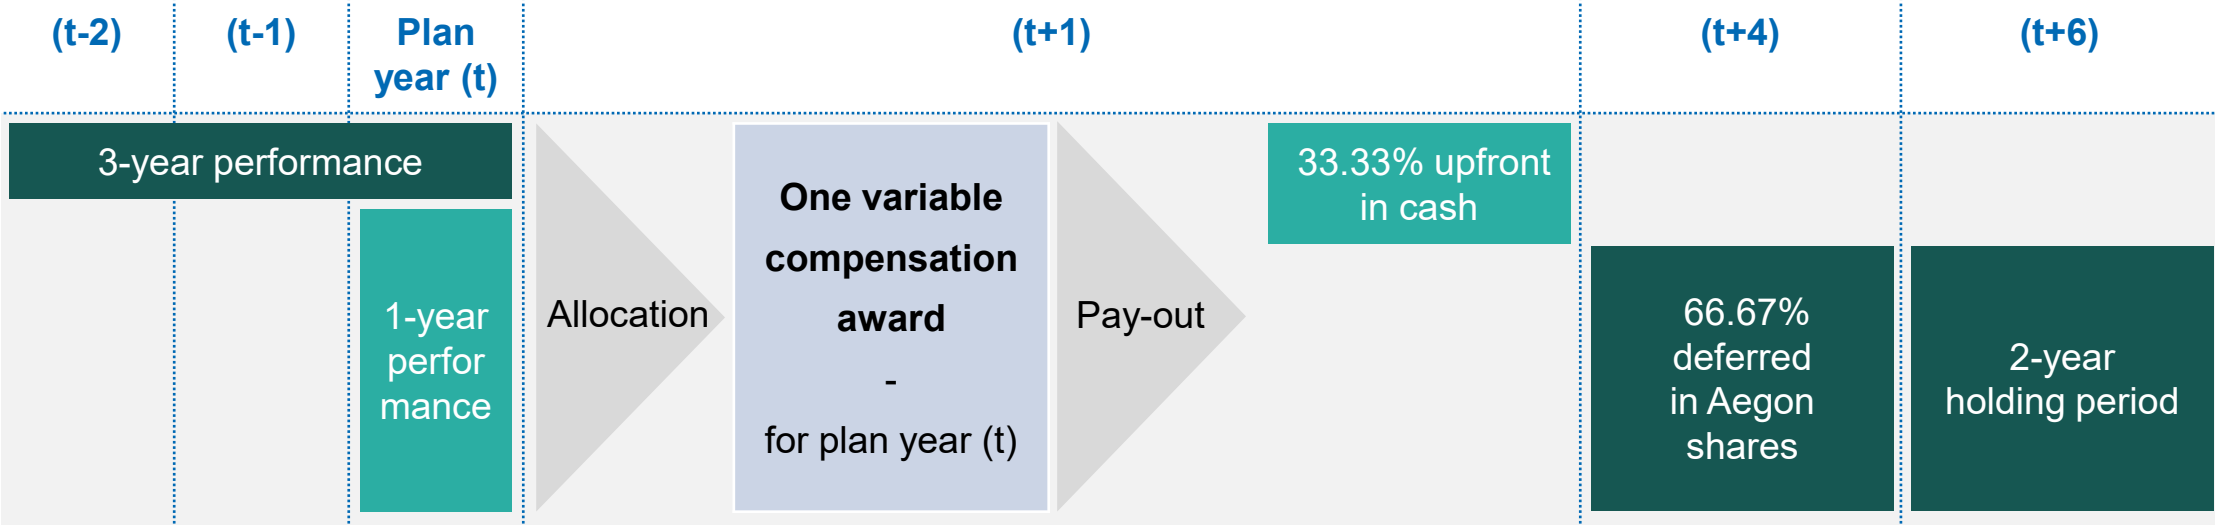 (t-2)
(t-1)
Plan
year (t)
(t+1)
(t+4)
(t+6)
3-year performance
1-year
perfor
mance
Allocation
One variable
compensation
award
-
for plan year (t)
Pay-out
33.33% upfront
in cash
66.67%
deferred
in Aegon
shares
2-year
holding period